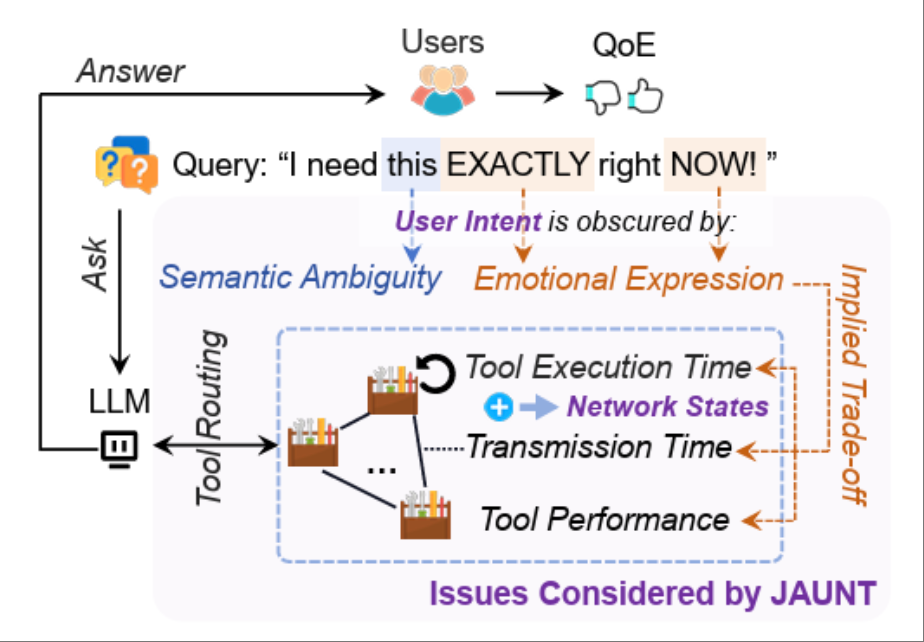 Users
QoE
Answer
? ?
Query: “I need this EXACTLY right NOW! ”
User Intent is obscured by:
Ask
Semantic Ambiguity
Emotional Expression
Implied Trade-off
Tool Routing
Tool Execution Time
Network States
LLM
Transmission Time
...
Tool Performance
Issues Considered by JAUNT